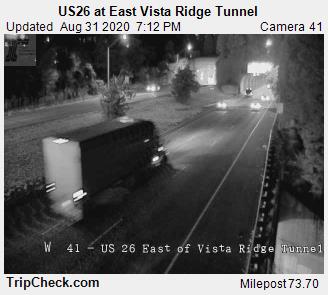 US26 at East Vista Ridge Tunnel
Updated Aug 31 2020 7:12 PM Camera 41
W 41 - US 26 East of Vista Ridge Tunnel
TripCheck.com Milepost73.70